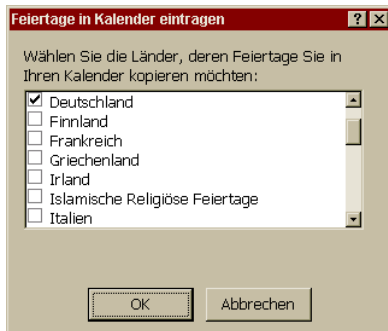 Feiertage in Kalender eintragen
Wählen Sie die Länder, deren Feiertage Sie in
Ihren Kalender kopieren möchten:
Deutschland
Finnland
Frankreich
Griechenland
Irland
Islamische Religiöse Feiertage
Italien
OK Abbrechen